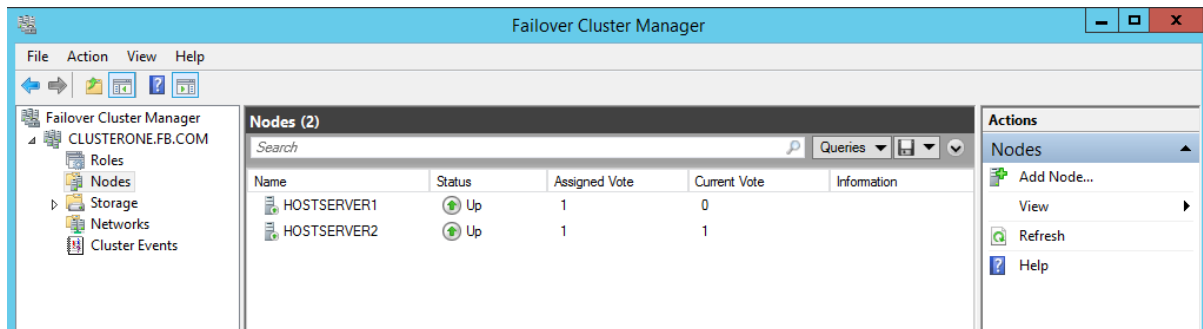 Failover Cluster Manager
File Action View Help
Failover Cluster Manager
CLUSTERONE.FB.COM
Roles
Nodes
Storage
Networks
Cluster Events
Nodes (2)
Search
Queries
Name Status Assigned Vote Current Vote Information
HOSTSERVER1 Up 1 0
HOSTSERVER2 Up 1 1
Actions
Nodes
Add Node...
View
Refresh
Help